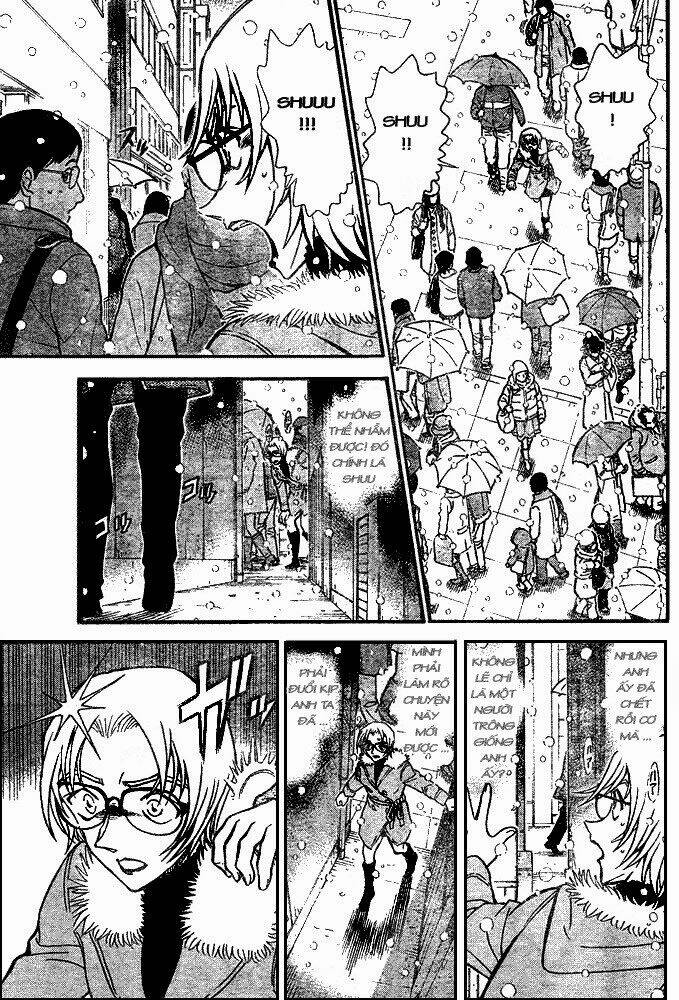 SHUU
!
SHUU
!!
SHUUU
!!!
KHÔNG
THỂ NHẦM
ĐƯỢC! ĐÓ
CHÍNH LÀ
SHUU
NHƯNG ANH
ẤY ĐÃ
CHẾT
RỒI CƠ
MÀ ...
KHÔNG
LẼ CHỈ
LÀ MỘT
NGƯỜI
TRÔNG
GIỐNG
ANH
ẤY?
MÌNH
PHẢI
LÀM RÕ
CHUYỆN
NÀY
MỚI
ĐƯỢC ...
PHẢI
ĐUỔI KỊP
ANH TA
ĐÃ ...